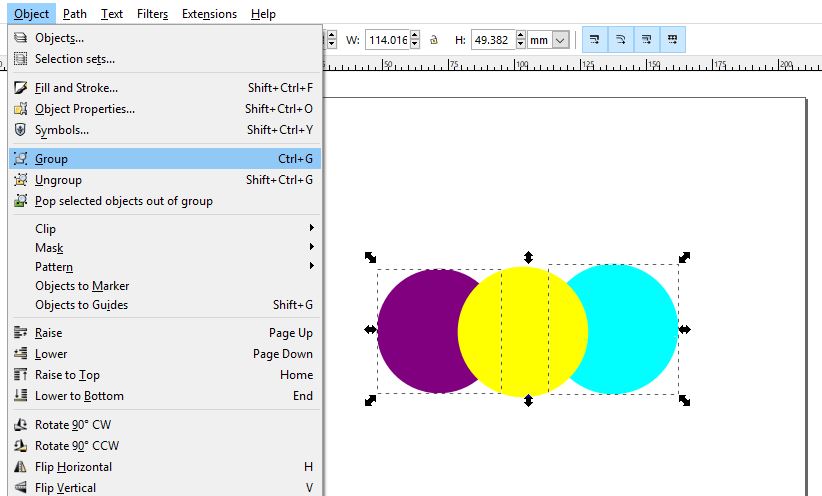 Object Path Text Filters Extensions Help
Objects...
W: 114.016 H: 49.382 mm
Selection sets...
50 75 100 125 150 175 200
Fill and Stroke... Shift+Ctrl+F
Object Properties... Shift+Ctrl+O
Symbols... Shift+Ctrl+Y
Group Ctrl+G
Ungroup Shift+Ctrl+G
Pop selected objects out of group
Clip
Mask
Pattern
Objects to Marker
Objects to Guides Shift+G
Raise Page Up
Lower Page Down
Raise to Top Home
Lower to Bottom End
Rotate 90° CW
Rotate 90° CCW
Flip Horizontal H
Flip Vertical V